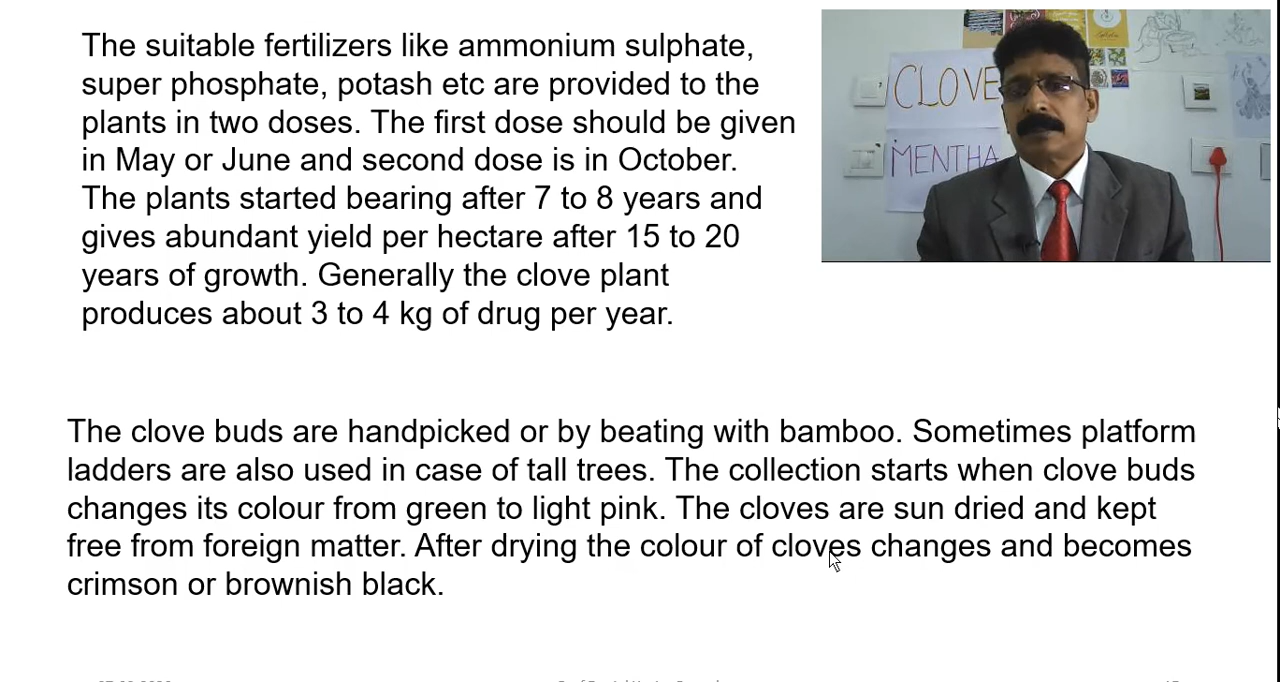 The suitable fertilizers like ammonium sulphate,
super phosphate, potash etc are provided to the
plants in two doses. The first dose should be given
in May or June and second dose is in October.
The plants started bearing after 7 to 8 years and
gives abundant yield per hectare after 15 to 20
years of growth. Generally the clove plant
produces about 3 to 4 kg of drug per year.
CLOVE
MENTHA
The clove buds are handpicked or by beating with bamboo. Sometimes platform
ladders are also used in case of tall trees. The collection starts when clove buds
changes its colour from green to light pink. The cloves are sun dried and kept
free from foreign matter. After drying the colour of cloves changes and becomes
crimson or brownish black.